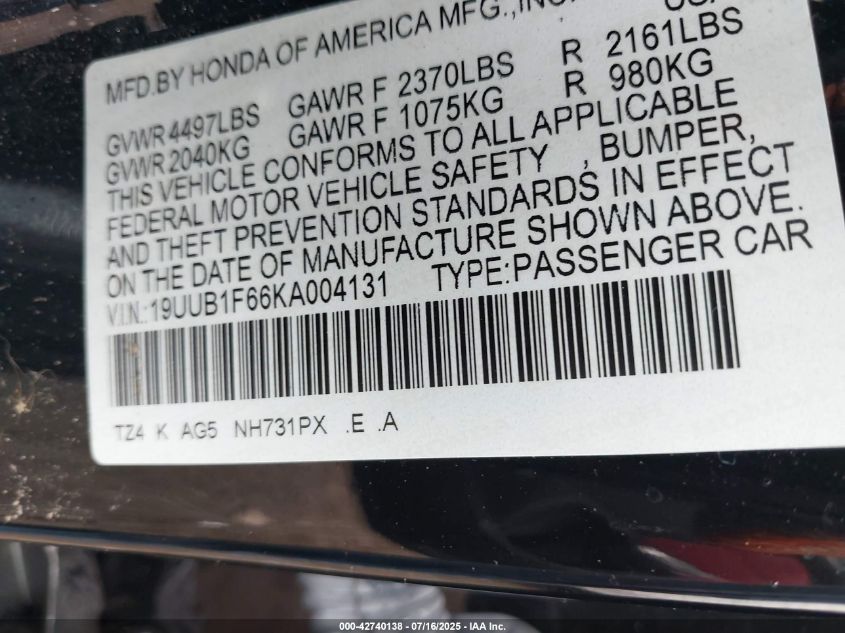 MFD.BY HONDA OF AMERICA MFG.,INC.
GVWR 4497LBS GAWR F 2370LBS R 2161LBS
GVWR 2040KG GAWR F 1075KG R 980KG
THIS VEHICLE CONFORMS TO ALL APPLICABLE
FEDERAL MOTOR VEHICLE SAFETY , BUMPER,
AND THEFT PREVENTION STANDARDS IN EFFECT
ON THE DATE OF MANUFACTURE SHOWN ABOVE.
V.I.N.:19UUB1F66KA004131 TYPE:PASSENGER CAR
TZ4 K AG5 NH731PX .E .A
000-42740138 - 07/16/2025 - IAA Inc.